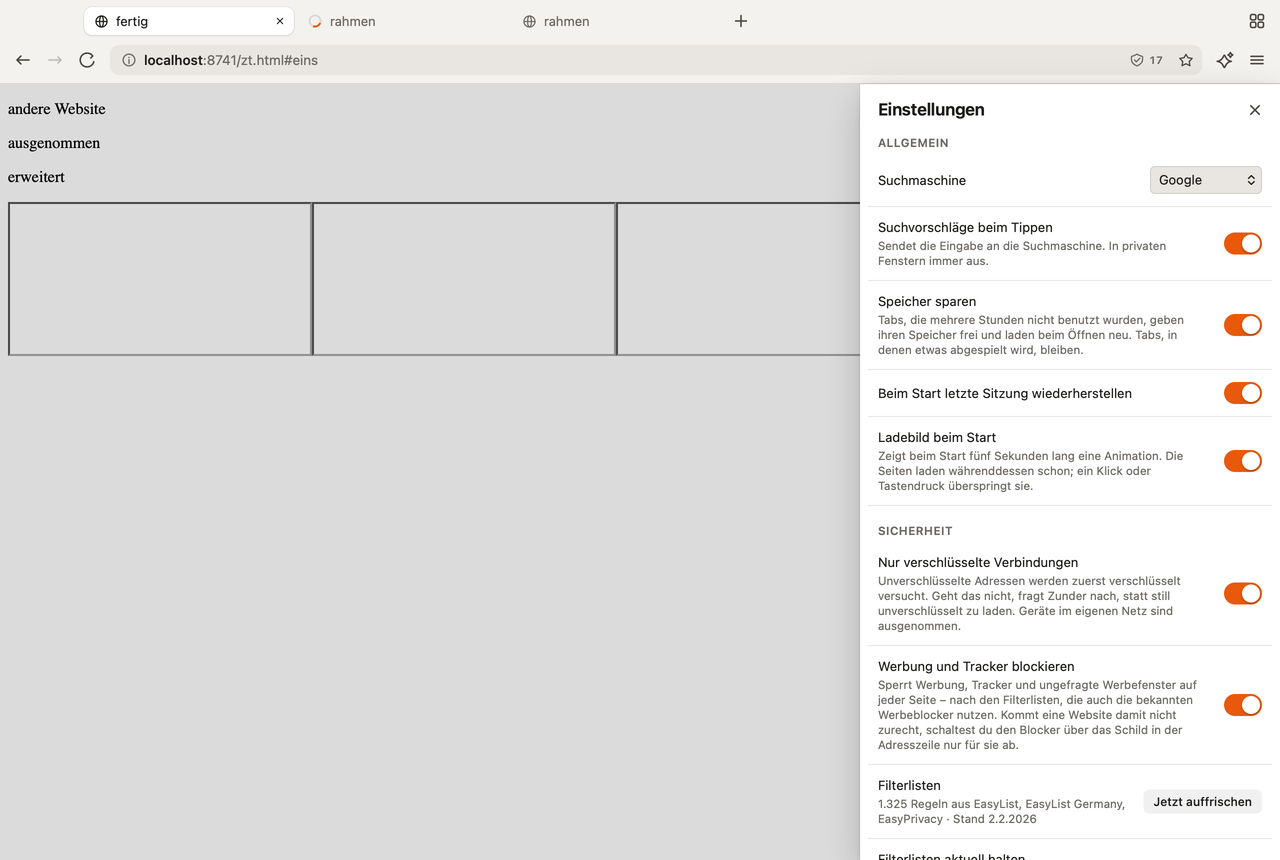 fertig
rahmen
rahmen
localhost:8741/zt.html#eins
17
andere Website
ausgenommen
erweitert
Einstellungen
ALLGEMEIN
Suchmaschine
Google
Suchvorschläge beim Tippen
Sendet die Eingabe an die Suchmaschine. In privaten
Fenstern immer aus.
Speicher sparen
Tabs, die mehrere Stunden nicht benutzt wurden, geben
ihren Speicher frei und laden beim Öffnen neu. Tabs, in
denen etwas abgespielt wird, bleiben.
Beim Start letzte Sitzung wiederherstellen
Ladebild beim Start
Zeigt beim Start fünf Sekunden lang eine Animation. Die
Seiten laden währenddessen schon; ein Klick oder
Tastendruck überspringt sie.
SICHERHEIT
Nur verschlüsselte Verbindungen
Unverschlüsselte Adressen werden zuerst verschlüsselt
versucht. Geht das nicht, fragt Zunder nach, statt still
unverschlüsselt zu laden. Geräte im eigenen Netz sind
ausgenommen.
Werbung und Tracker blockieren
Sperrt Werbung, Tracker und ungefragte Werbefenster auf
jeder Seite – nach den Filterlisten, die auch die bekannten
Werbeblocker nutzen. Kommt eine Website damit nicht
zurecht, schaltest du den Blocker über das Schild in der
Adresszeile nur für sie ab.
Filterlisten
1.325 Regeln aus EasyList, EasyList Germany,
EasyPrivacy · Stand 2.2.2026
Jetzt auffrischen
Filterlisten aktuell halten